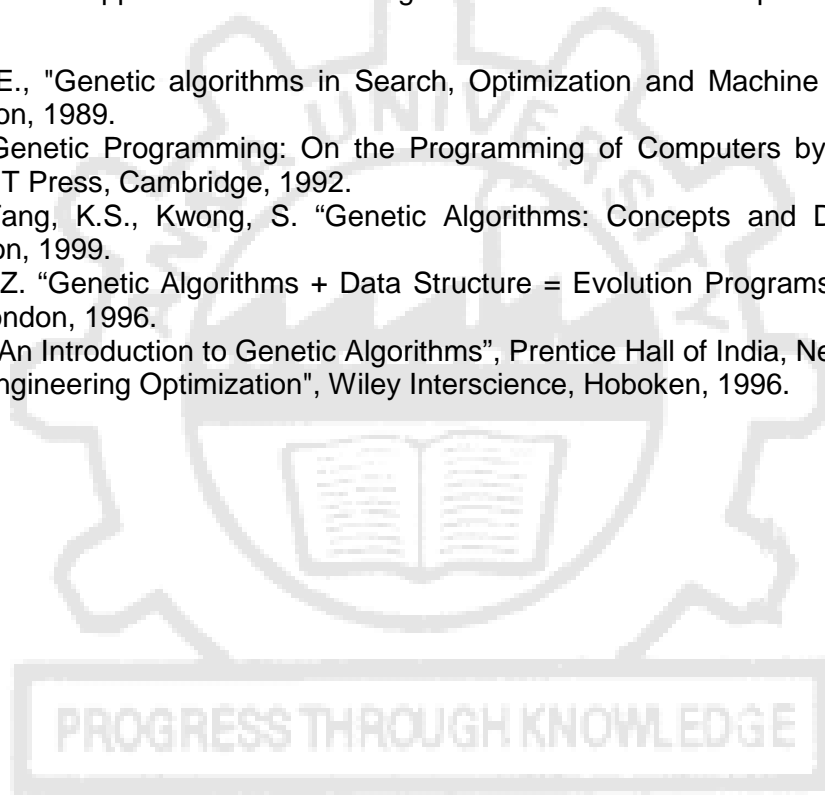 E., "Genetic algorithms in Search, Optimization and Machine
on, 1989.
Genetic Programming: On the Programming of Computers by
T Press, Cambridge, 1992.
ang, K.S., Kwong, S. “Genetic Algorithms: Concepts and D
on, 1999.
Z. “Genetic Algorithms + Data Structure = Evolution Programs
ondon, 1996.
An Introduction to Genetic Algorithms”, Prentice Hall of India, Ne
ngineering Optimization", Wiley Interscience, Hoboken, 1996.
UNIVERSITY
PROGRESS THROUGH KNOWLEDGE